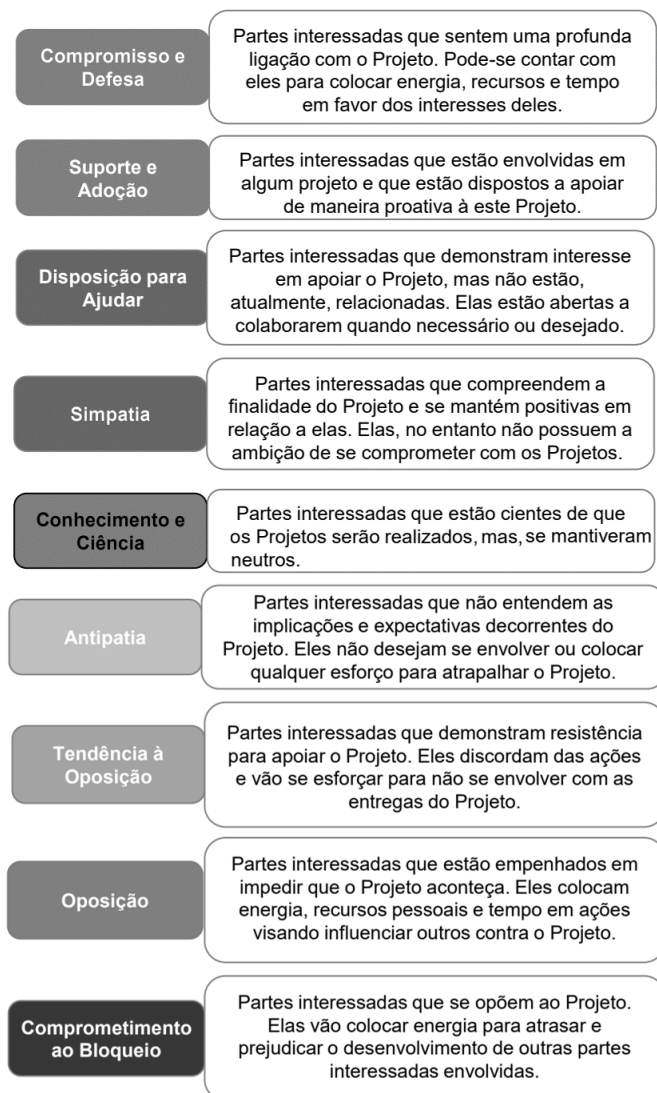 Compromisso e
Defesa
Partes interessadas que sentem uma profunda
ligação com o Projeto. Pode-se contar com
eles para colocar energia, recursos e tempo
em favor dos interesses deles.
Suporte e
Adoção
Partes interessadas que estão envolvidas em
algum projeto e que estão dispostos a apoiar
de maneira proativa à este Projeto.
Disposição para
Ajudar
Partes interessadas que demonstram interesse
em apoiar o Projeto, mas não estão,
atualmente, relacionadas. Elas estão abertas a
colaborarem quando necessário ou desejado.
Simpatia
Partes interessadas que compreendem a
finalidade do Projeto e se mantém positivas em
relação a elas. Elas, no entanto não possuem a
ambição de se comprometer com os Projetos.
Conhecimento e
Ciência
Partes interessadas que estão cientes de que
os Projetos serão realizados, mas, se mantiveram
neutros.
Antipatia
Partes interessadas que não entendem as
implicações e expectativas decorrentes do
Projeto. Eles não desejam se envolver ou colocar
qualquer esforço para atrapalhar o Projeto.
Tendência à
Oposição
Partes interessadas que demonstram resistência
para apoiar o Projeto. Eles discordam das ações
e vão se esforçar para não se envolver com as
entregas do Projeto.
Oposição
Partes interessadas que estão empenhados em
impedir que o Projeto aconteça. Eles colocam
energia, recursos pessoais e tempo em ações
visando influenciar outros contra o Projeto.
Comprometimento
ao Bloqueio
Partes interessadas que se opõem ao Projeto.
Elas vão colocar energia para atrasar e
prejudicar o desenvolvimento de outras partes
interessadas envolvidas.